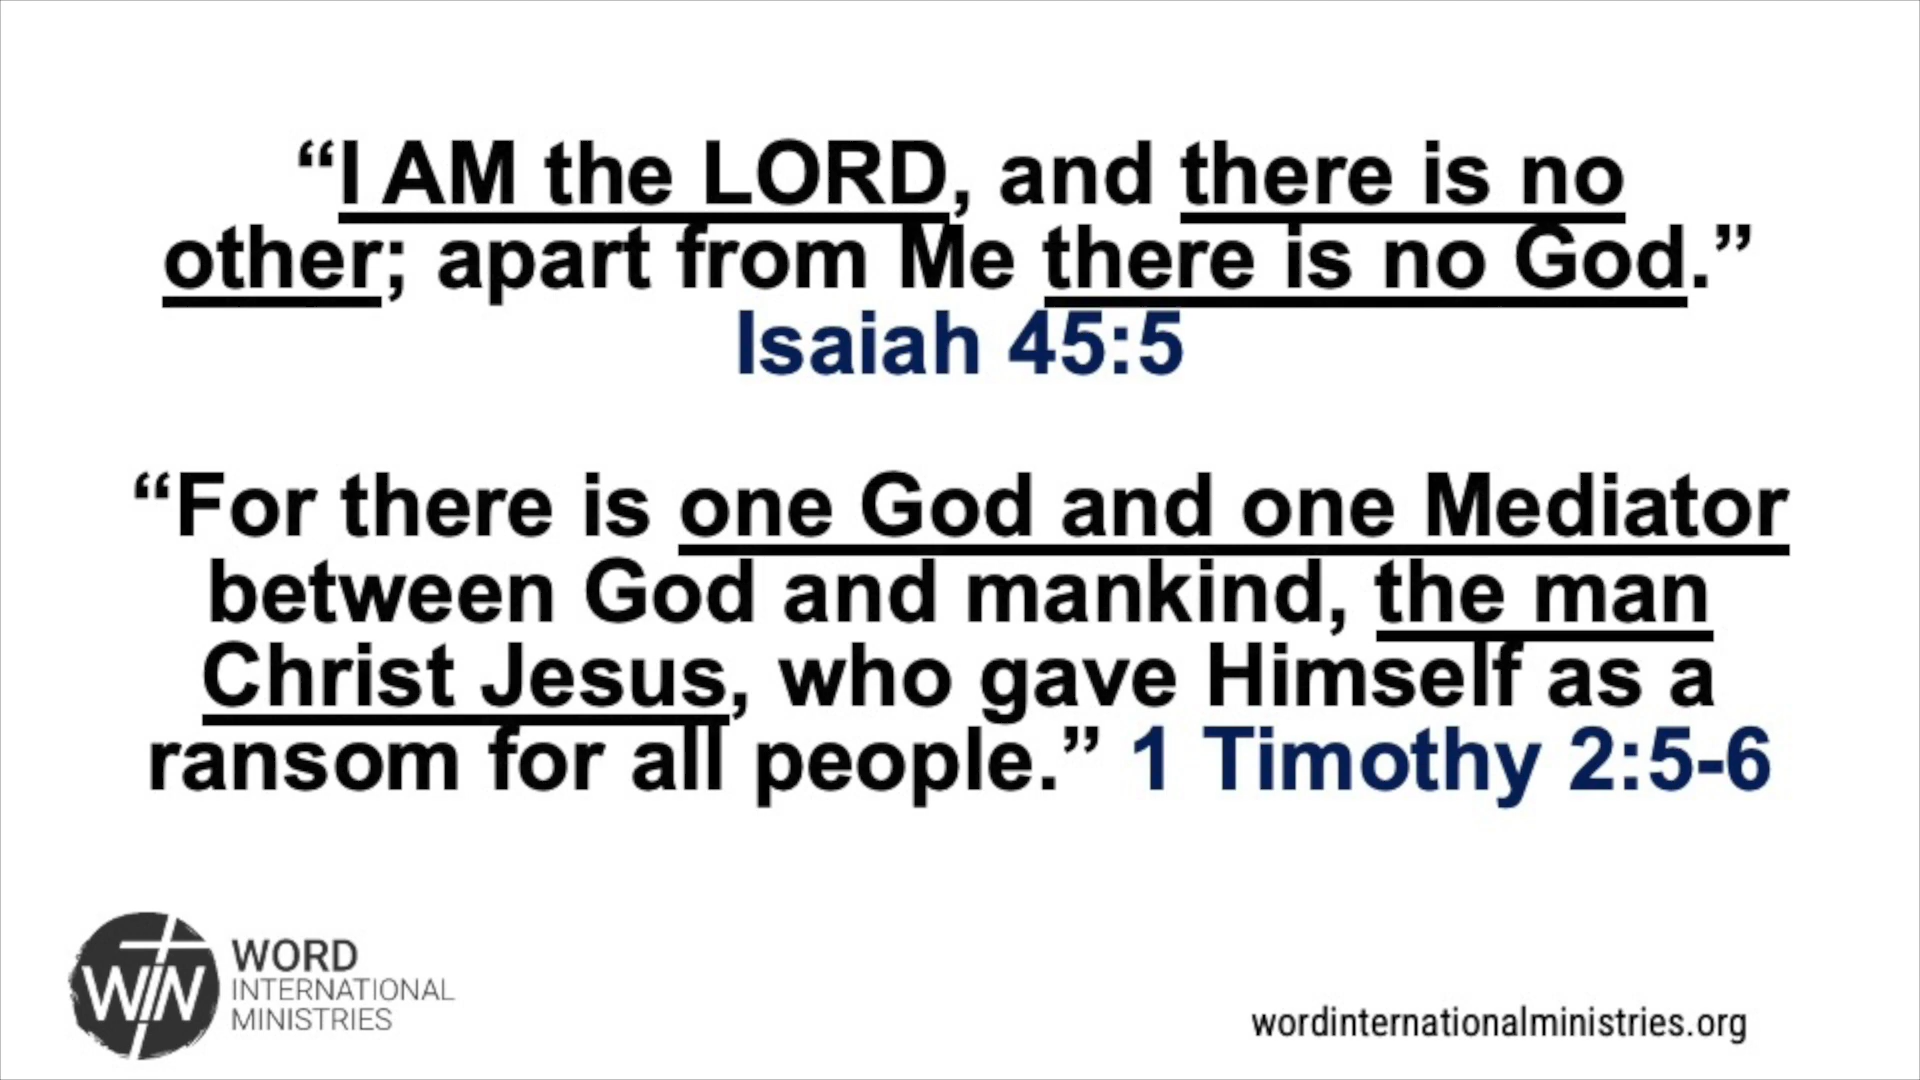 “I AM the LORD, and there is no
other; apart from Me there is no God.”
Isaiah 45:5
“For there is one God and one Mediator
between God and mankind, the man
Christ Jesus, who gave Himself as a
ransom for all people.” 1 Timothy 2:5-6
WIN
WORD
INTERNATIONAL
MINISTRIES
wordinternationalministries.org